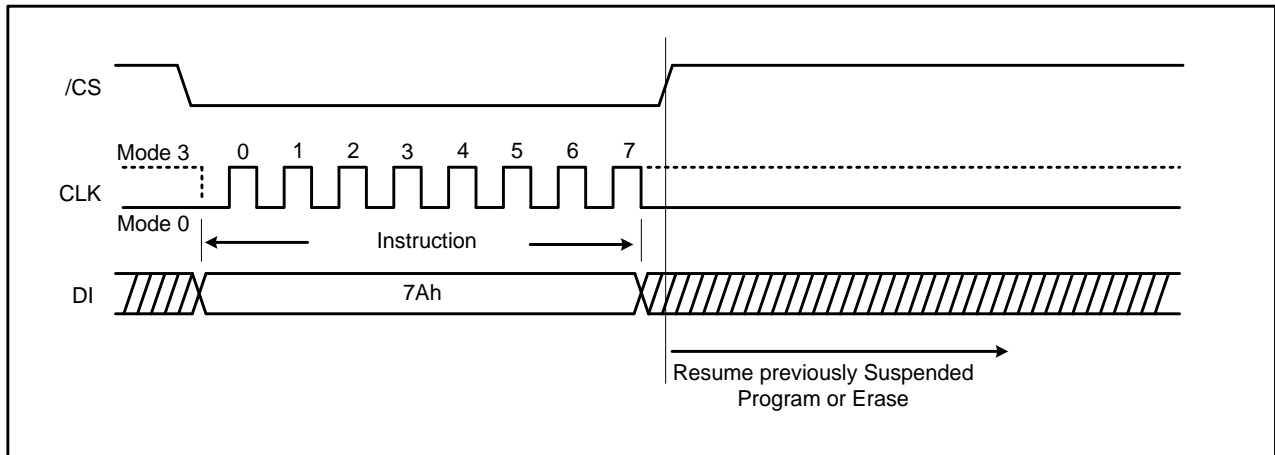 /CS
Mode 3
0 1 2 3 4 5 6 7
CLK
Mode 0
Instruction
DI
7Ah
Resume previously Suspended
Program or Erase